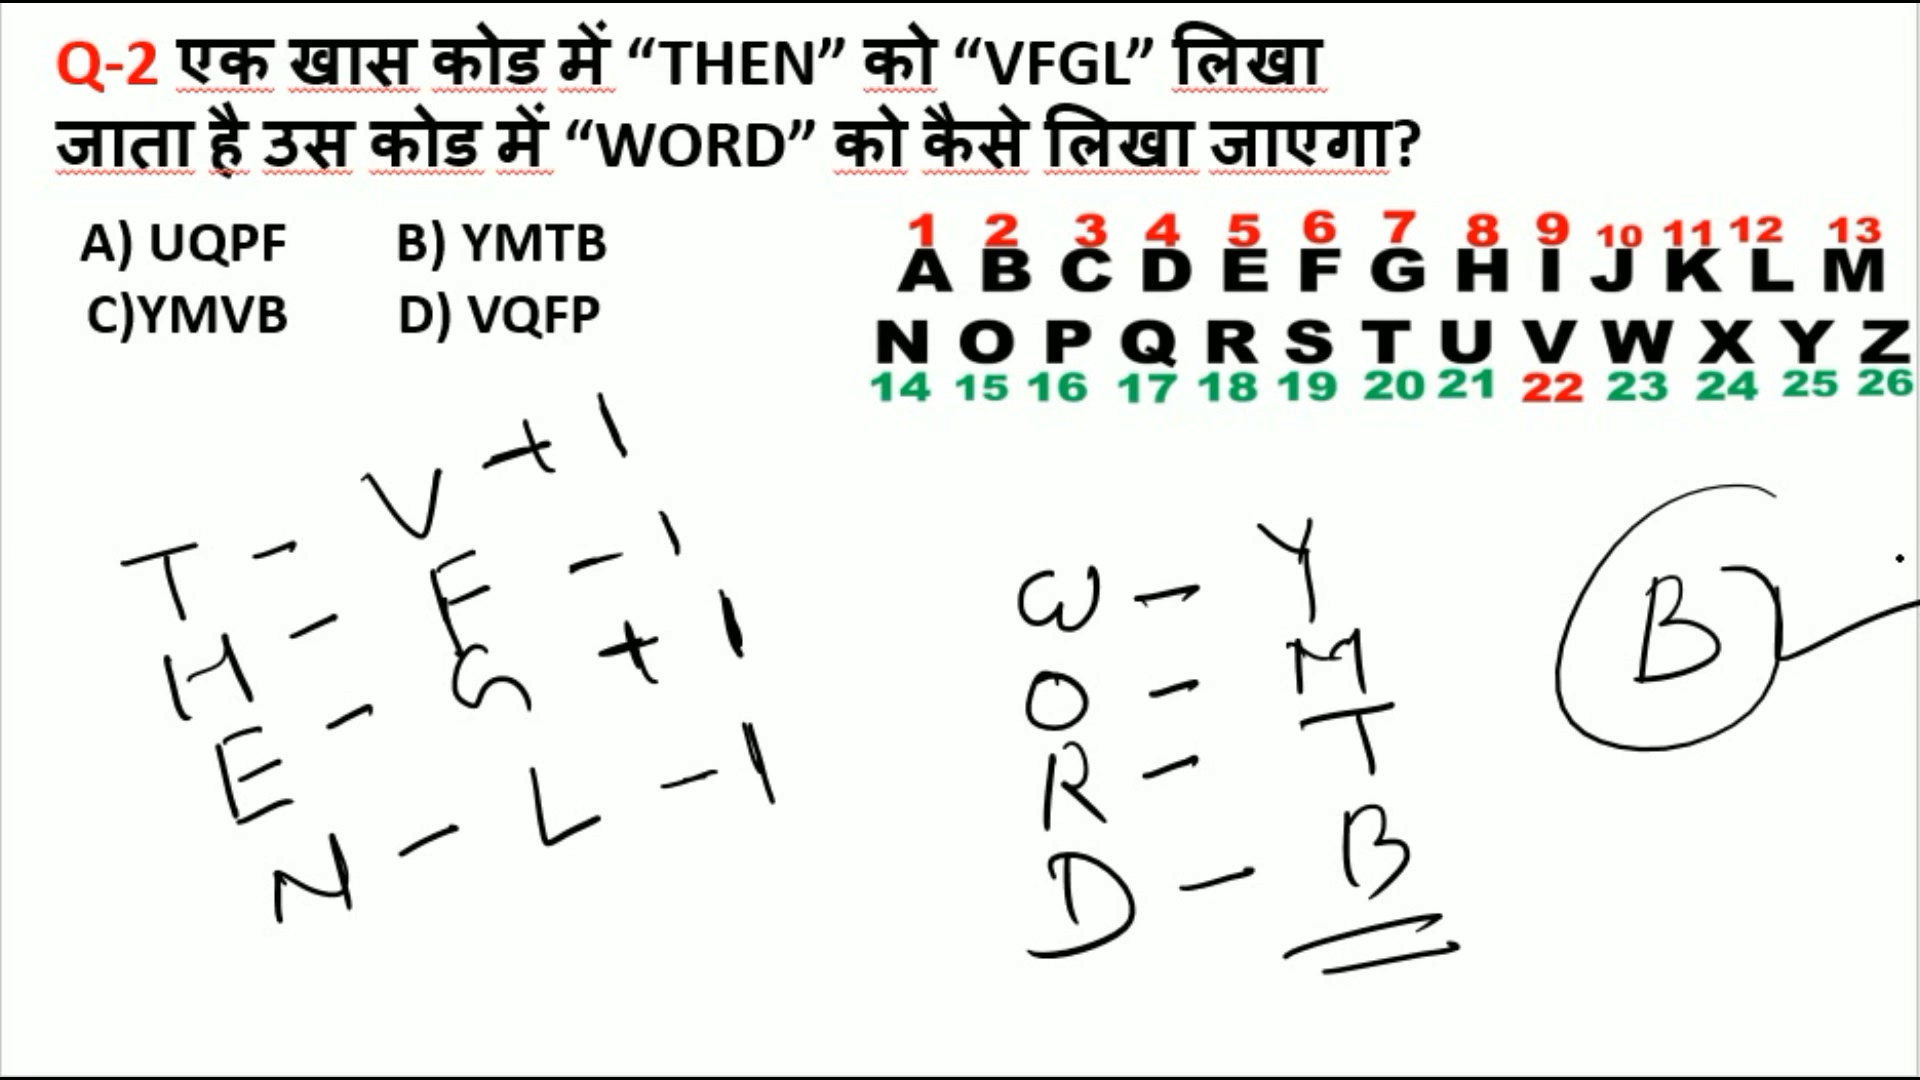 Q-2 एक खास कोड में “THEN” को “VFGL” लिखा
जाता है उस कोड में “WORD” को कैसे लिखा जाएगा?
A) UQPF B) YMTB
C)YMVB D) VQFP
1 2 3 4 5 6 7 8 9 10 11 12 13
A B C D E F G H I J K L M
N O P Q R S T U V W X Y Z
14 15 16 17 18 19 20 21 22 23 24 25 26
T - V + 1
H - F - 1
E - G + 1
N - L - 1
W - Y
O - M
R - T
D - B
B